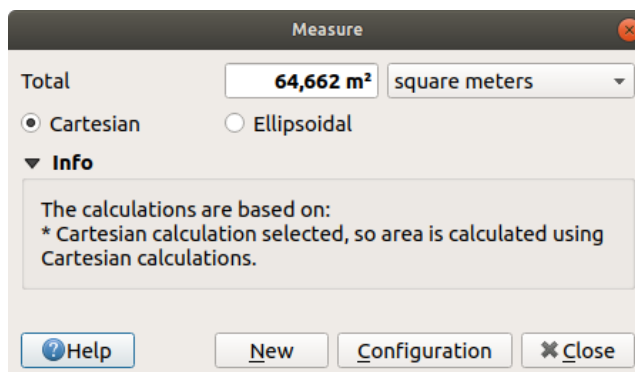 Measure
Total 64,662 m² square meters
Cartesian Ellipsoidal
Info
The calculations are based on:
* Cartesian calculation selected, so area is calculated using
Cartesian calculations.
Help New Configuration Close